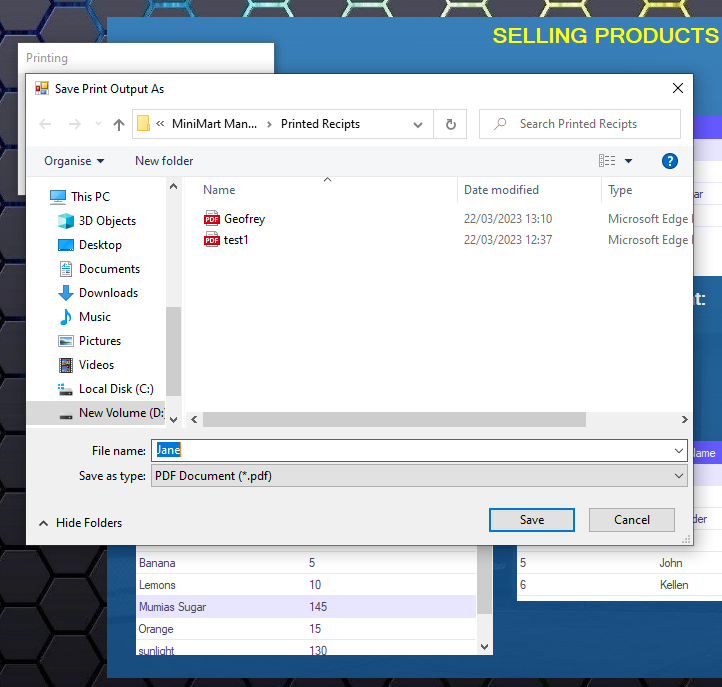 SELLING PRODUCTS
Printing
Save Print Output As
« MiniMart Man... › Printed Recipts
Search Printed Recipts
Organise
New folder
?
This PC
3D Objects
Desktop
Documents
Downloads
Music
Pictures
Videos
Local Disk (C:)
New Volume (D:
Name Date modified Type
PDF Geofrey 22/03/2023 13:10 Microsoft Edge
PDF test1 22/03/2023 12:37 Microsoft Edge
ar
t:
File name: Jane
Save as type: PDF Document (*.pdf)
Hide Folders
Save
Cancel
lame
der
Banana 5
Lemons 10
Mumias Sugar 145
Orange 15
sunlight 130
5 John
6 Kellen